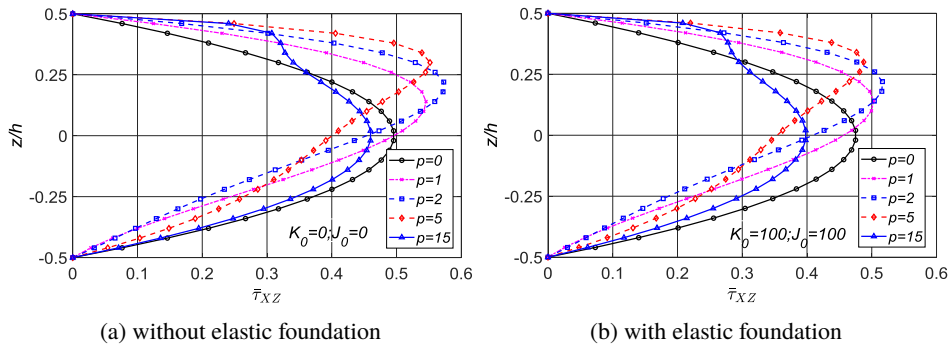 0.5
0.25
0
-0.25
-0.5
z/h
0
0.1
0.2
0.3
0.4
0.5
0.6
τ̄XZ
K0=0;J0=0
p=0
p=1
p=2
p=5
p=15
(a) without elastic foundation
0.5
0.25
0
-0.25
-0.5
z/h
0
0.1
0.2
0.3
0.4
0.5
0.6
τ̄XZ
K0=100;J0=100
p=0
p=1
p=2
p=5
p=15
(b) with elastic foundation